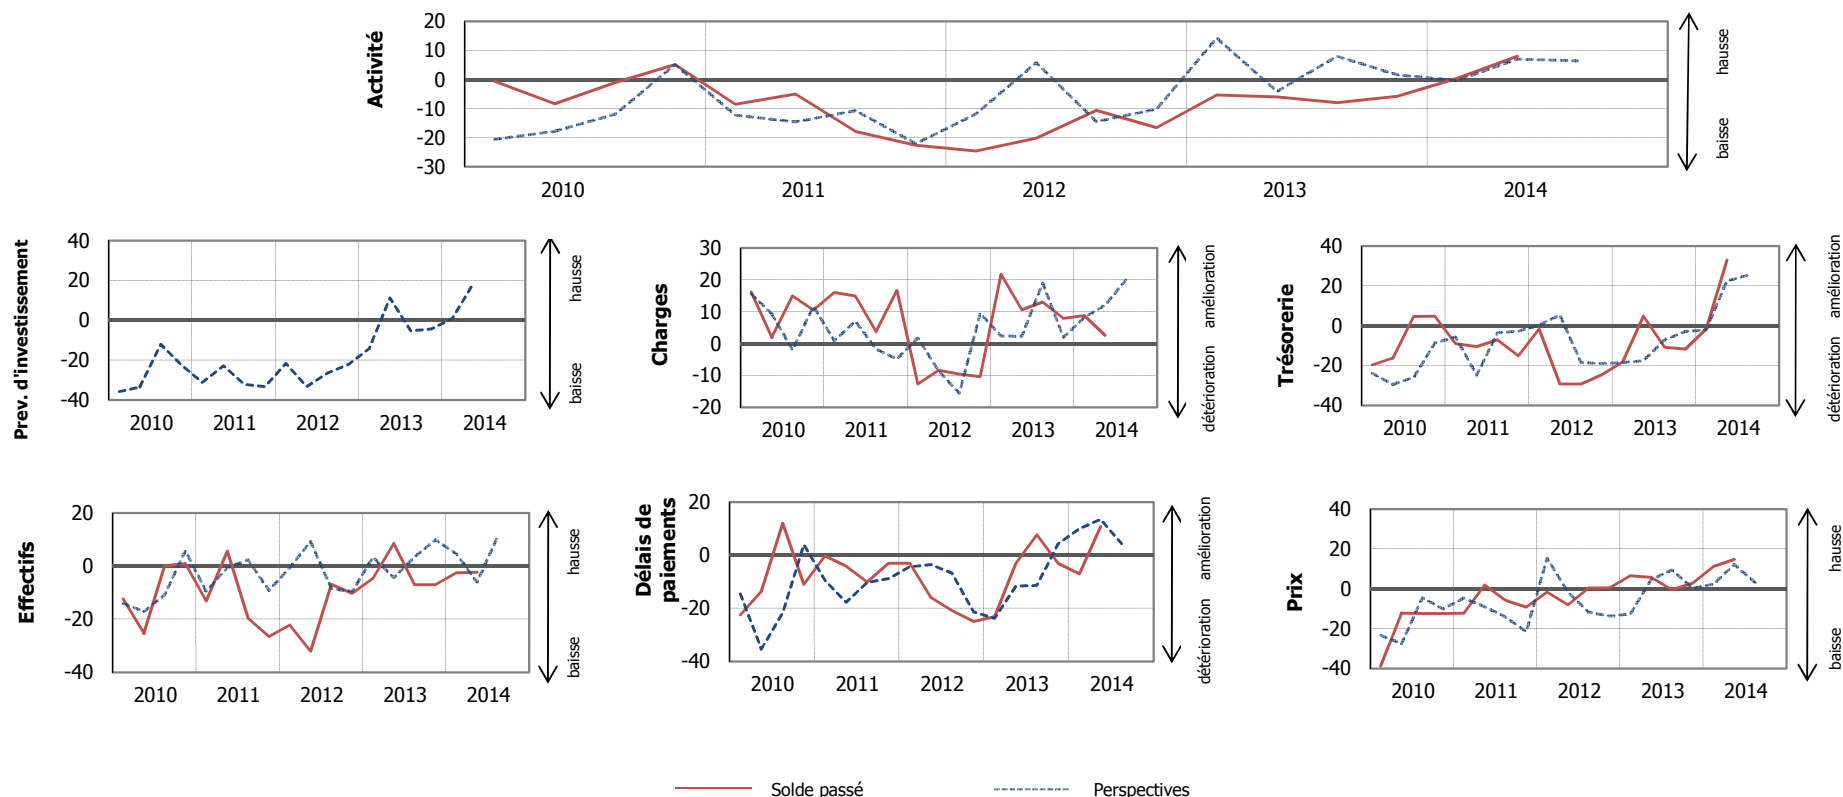 Activité
20
10
0
-10
-20
-30
2010 2011 2012 2013 2014
hausse
baisse
Prev. d'investissement
40
20
0
-20
-40
2010 2011 2012 2013 2014
hausse
baisse
Charges
30
20
10
0
-10
-20
2010 2011 2012 2013 2014
amélioration
détérioration
Trésorerie
40
20
0
-20
-40
2010 2011 2012 2013 2014
amélioration
détérioration
Effectifs
20
0
-20
-40
2010 2011 2012 2013 2014
hausse
baisse
Délais de
paiements
20
0
-20
-40
2010 2011 2012 2013 2014
amélioration
détérioration
Prix
40
20
0
-20
-40
2010 2011 2012 2013 2014
hausse
baisse
Solde passé Perspectives